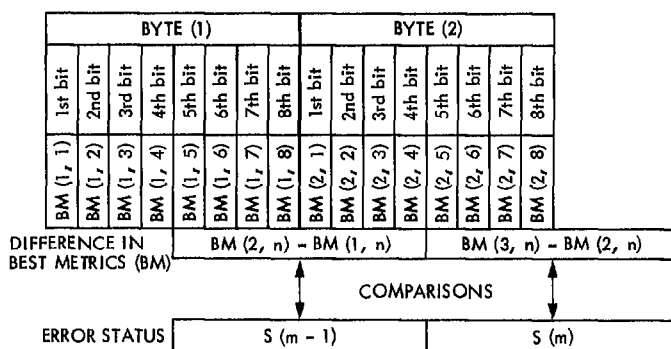 BYTE (1) BYTE (2)
1st bit 2nd bit 3rd bit 4th bit 5th bit 6th bit 7th bit 8th bit 1st bit 2nd bit 3rd bit 4th bit 5th bit 6th bit 7th bit 8th bit
BM (1, 1) BM (1, 2) BM (1, 3) BM (1, 4) BM (1, 5) BM (1, 6) BM (1, 7) BM (1, 8) BM (2, 1) BM (2, 2) BM (2, 3) BM (2, 4) BM (2, 5) BM (2, 6) BM (2, 7) BM (2, 8)
DIFFERENCE IN BM (2, n) - BM (1, n) BM (3, n) - BM (2, n)
BEST METRICS (BM)
COMPARISONS
ERROR STATUS S (m - 1) S (m)